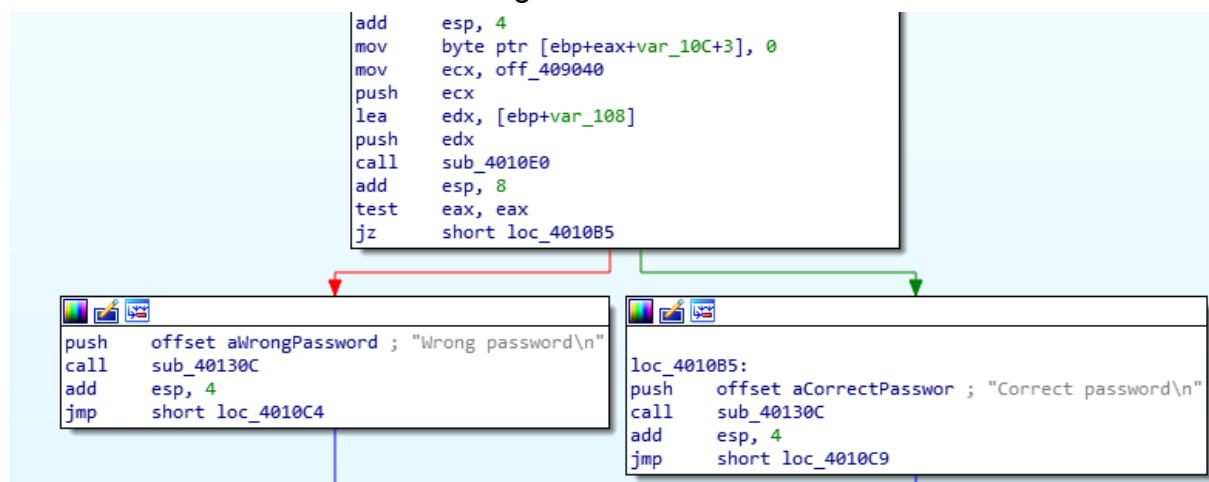 add esp, 4
mov byte ptr [ebp+eax+var_10C+3], 0
mov ecx, off_409040
push ecx
lea edx, [ebp+var_108]
push edx
call sub_4010E0
add esp, 8
test eax, eax
jz short loc_4010B5
push offset aWrongPassword ; "Wrong password\n"
call sub_40130C
add esp, 4
jmp short loc_4010C4
loc_4010B5:
push offset aCorrectPasswor ; "Correct password\n"
call sub_40130C
add esp, 4
jmp short loc_4010C9